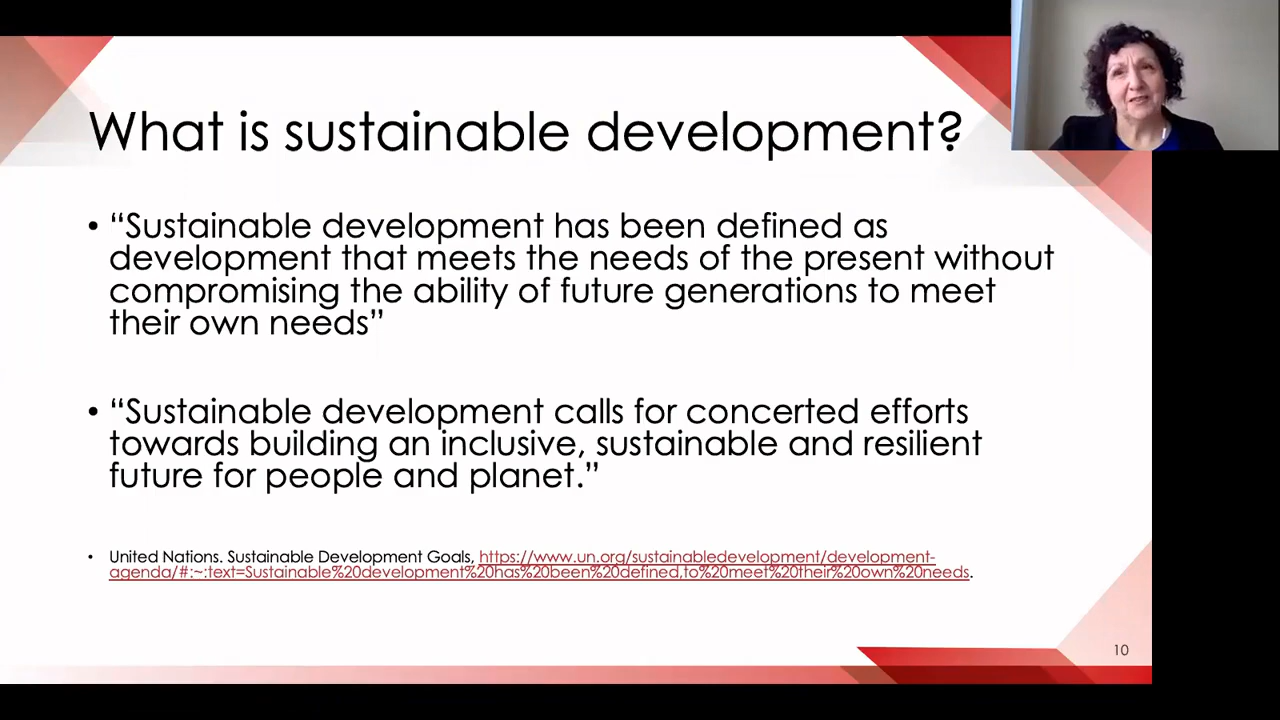 What is sustainable development?
• “Sustainable development has been defined as
development that meets the needs of the present without
compromising the ability of future generations to meet
their own needs”
• “Sustainable development calls for concerted efforts
towards building an inclusive, sustainable and resilient
future for people and planet.”
• United Nations. Sustainable Development Goals, https://www.un.org/sustainabledevelopment/development-
agenda/#:~:text=Sustainable%20development%20has%20been%20defined,to%20meet%20their%20own%20needs.
10